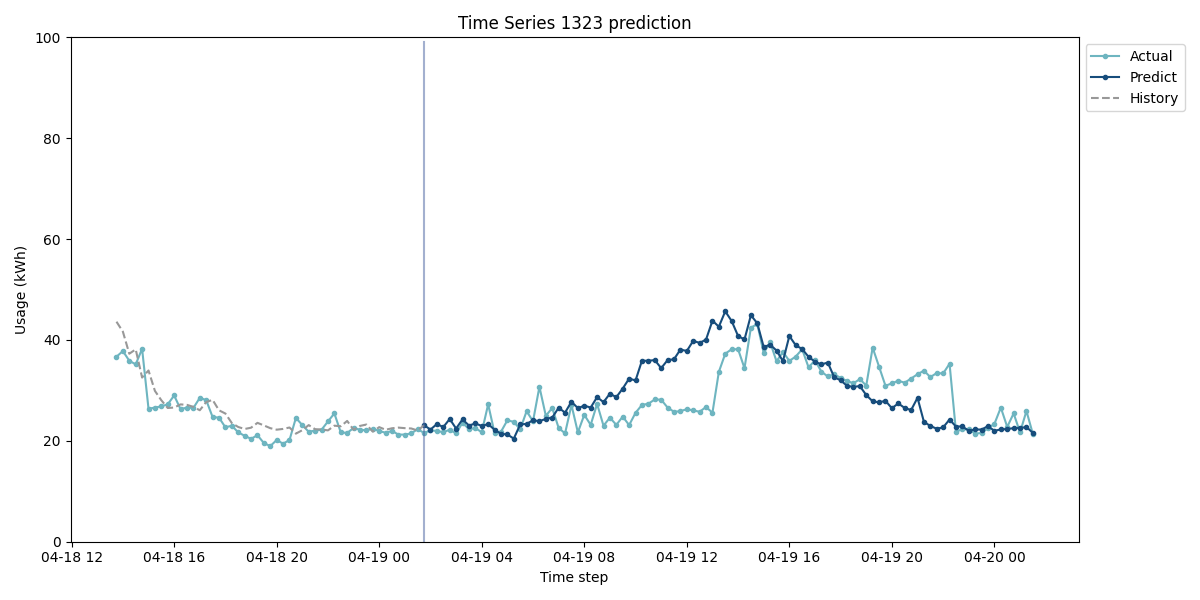 Time Series 1323 prediction
100
80
60
40
20
0
Usage (kWh)
04-18 12
04-18 16
04-18 20
04-19 00
04-19 04
04-19 08
04-19 12
04-19 16
04-19 20
04-20 00
Time step
Actual
Predict
History